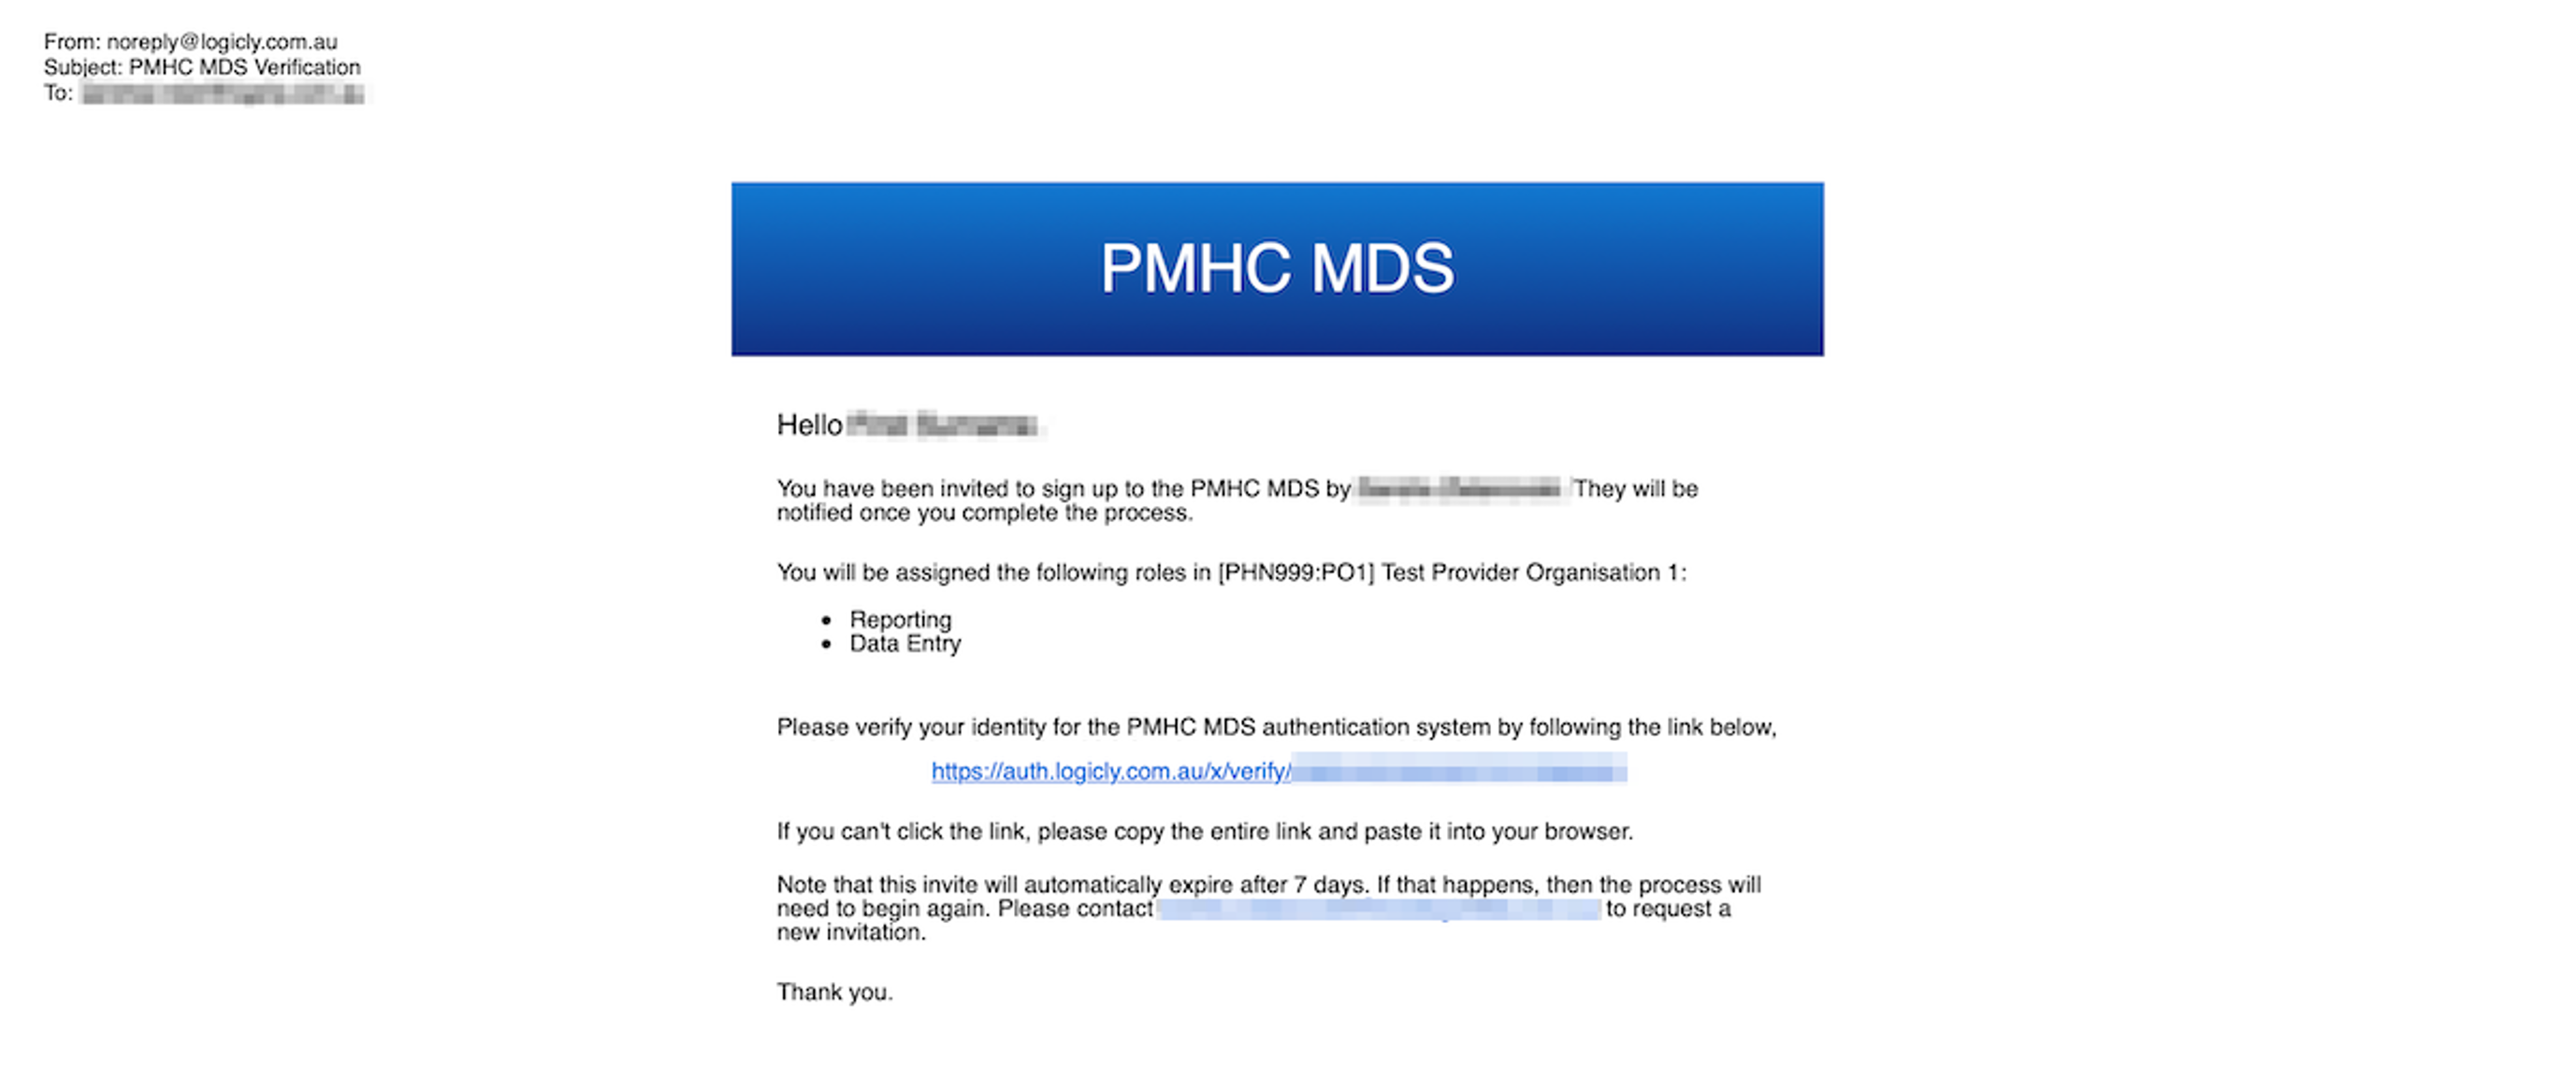 From: noreply@logicly.com.au
Subject: PMHC MDS Verification
To:
PMHC MDS
Hello
You have been invited to sign up to the PMHC MDS by They will be
notified once you complete the process.
You will be assigned the following roles in [PHN999:PO1] Test Provider Organisation 1:
• Reporting
• Data Entry
Please verify your identity for the PMHC MDS authentication system by following the link below,
https://auth.logicly.com.au/x/verify/
If you can't click the link, please copy the entire link and paste it into your browser.
Note that this invite will automatically expire after 7 days. If that happens, then the process will
need to begin again. Please contact to request a
new invitation.
Thank you.